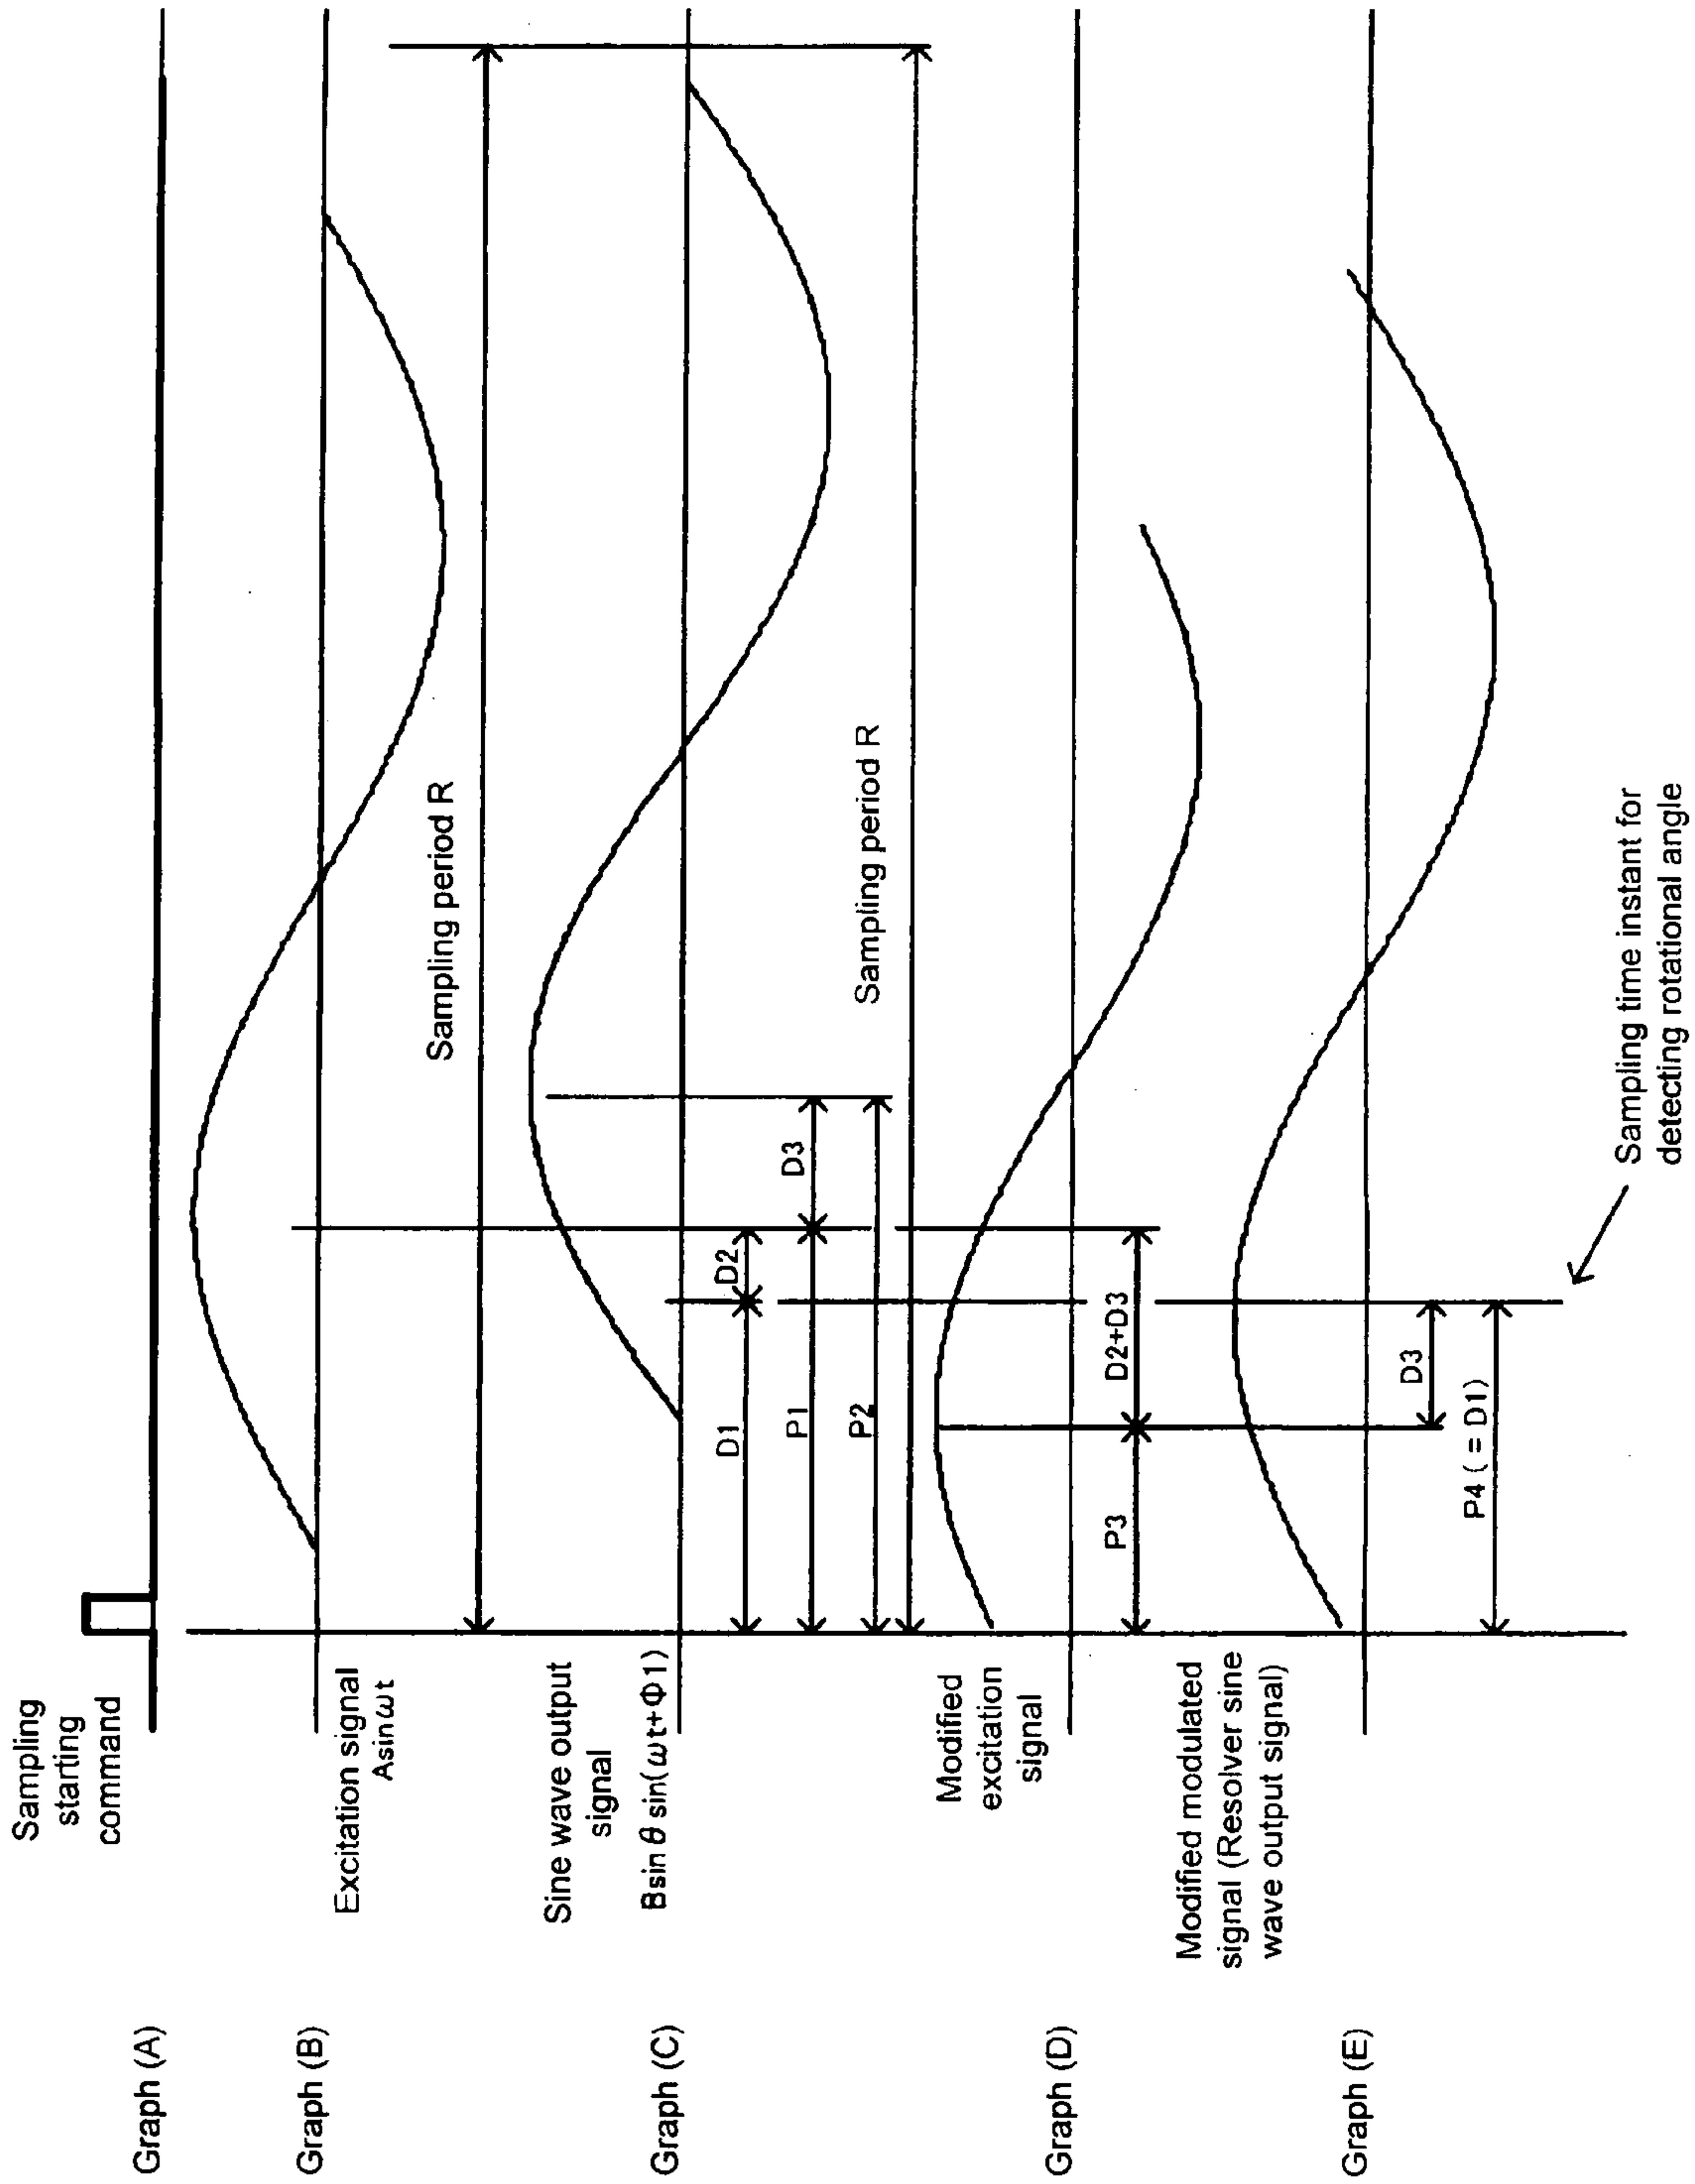 Graph (A)
Sampling
starting
command
Graph (B)
Excitation signal
Asinωt
Sampling period R
Graph (C)
Sine wave output
signal
Bsin θ sin(ωt+Φ1)
D1
D2
P1
D3
P2
Sampling period R
Graph (D)
Modified
excitation
signal
P3
D2+D3
Graph (E)
Modified modulated
signal (Resolver sine
wave output signal)
D3
P4 ( = D1)
Sampling time instant for
detecting rotational angle